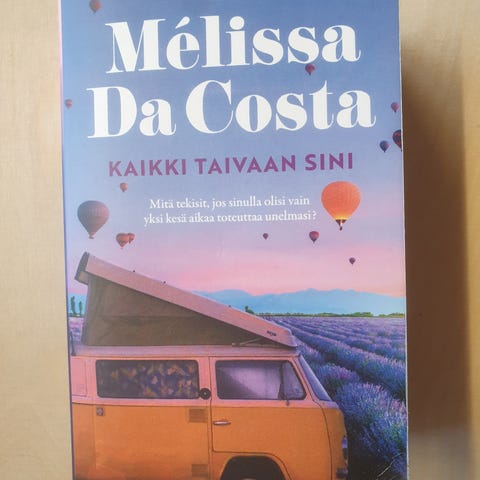 Mélissa
Da Costa
KAIKKI TAIVAAN SINI
Mitä tekisit, jos sinulla olisi vain
yksi kesä aikaa toteuttaa unelmasi?